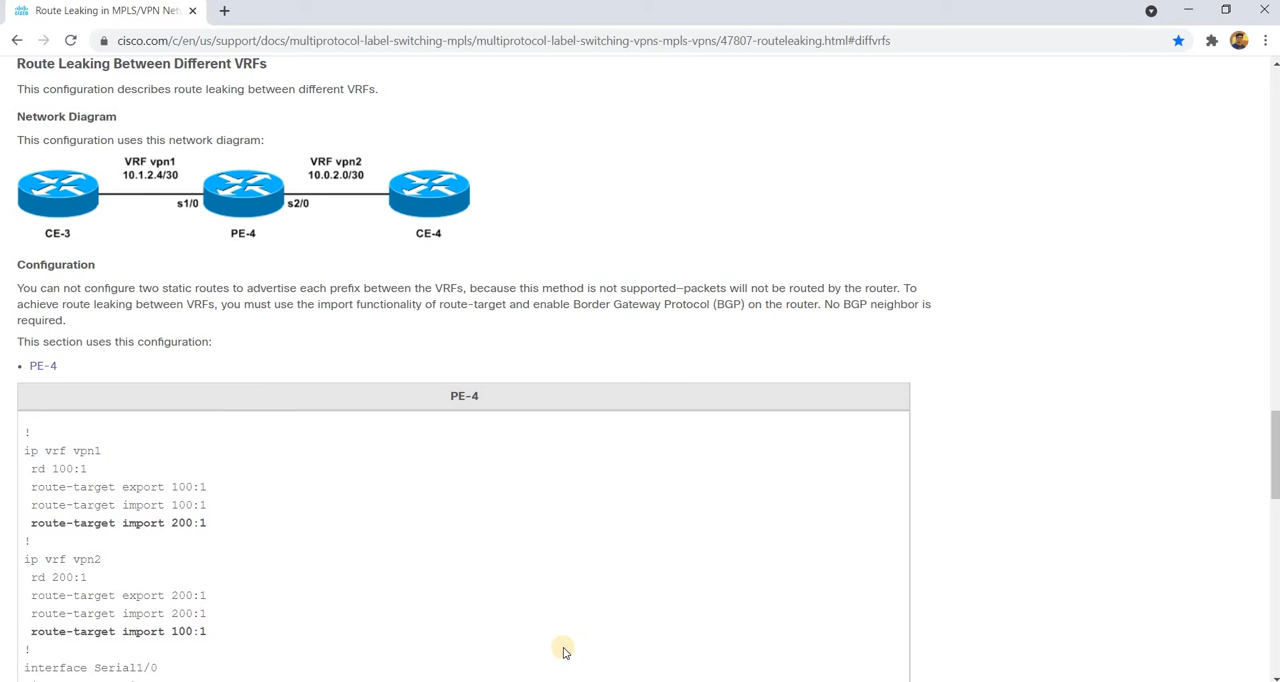 Route Leaking in MPLS/VPN Net
cisco.com/c/en/us/support/docs/multiprotocol-label-switching-mpls/multiprotocol-label-switching-vpns-mpls-vpns/47807-routeleaking.html#diffvrfs
Route Leaking Between Different VRFs
This configuration describes route leaking between different VRFs.
Network Diagram
This configuration uses this network diagram:
VRF vpn1 VRF vpn2
10.1.2.4/30 10.0.2.0/30
s1/0 s2/0
CE-3 PE-4 CE-4
Configuration
You can not configure two static routes to advertise each prefix between the VRFs, because this method is not supported—packets will not be routed by the router. To
achieve route leaking between VRFs, you must use the import functionality of route-target and enable Border Gateway Protocol (BGP) on the router. No BGP neighbor is
required.
This section uses this configuration:
• PE-4
PE-4
!
ip vrf vpn1
rd 100:1
route-target export 100:1
route-target import 100:1
route-target import 200:1
!
ip vrf vpn2
rd 200:1
route-target export 200:1
route-target import 200:1
route-target import 100:1
!
interface Serial1/0